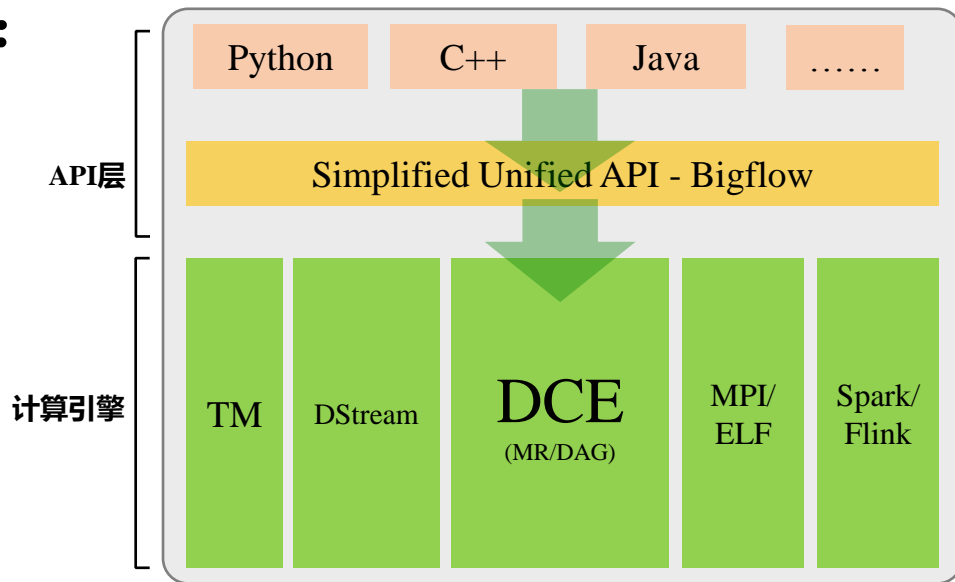 :
Python
C++
Java
……
API层
Simplified Unified API - Bigflow
计算引擎
TM
DStream
DCE
(MR/DAG)
MPI/
ELF
Spark/
Flink